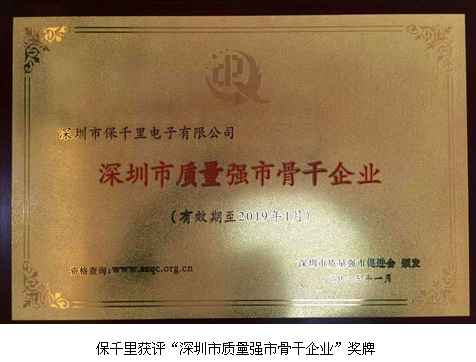 深圳市保千里电子有限公司
深圳市质量强市骨干企业
（有效期至2019年1月）
资格查询：www.szqc.org.cn
深圳市质量强市促进会 颁发
年一月
保千里获评“深圳市质量强市骨干企业”奖牌